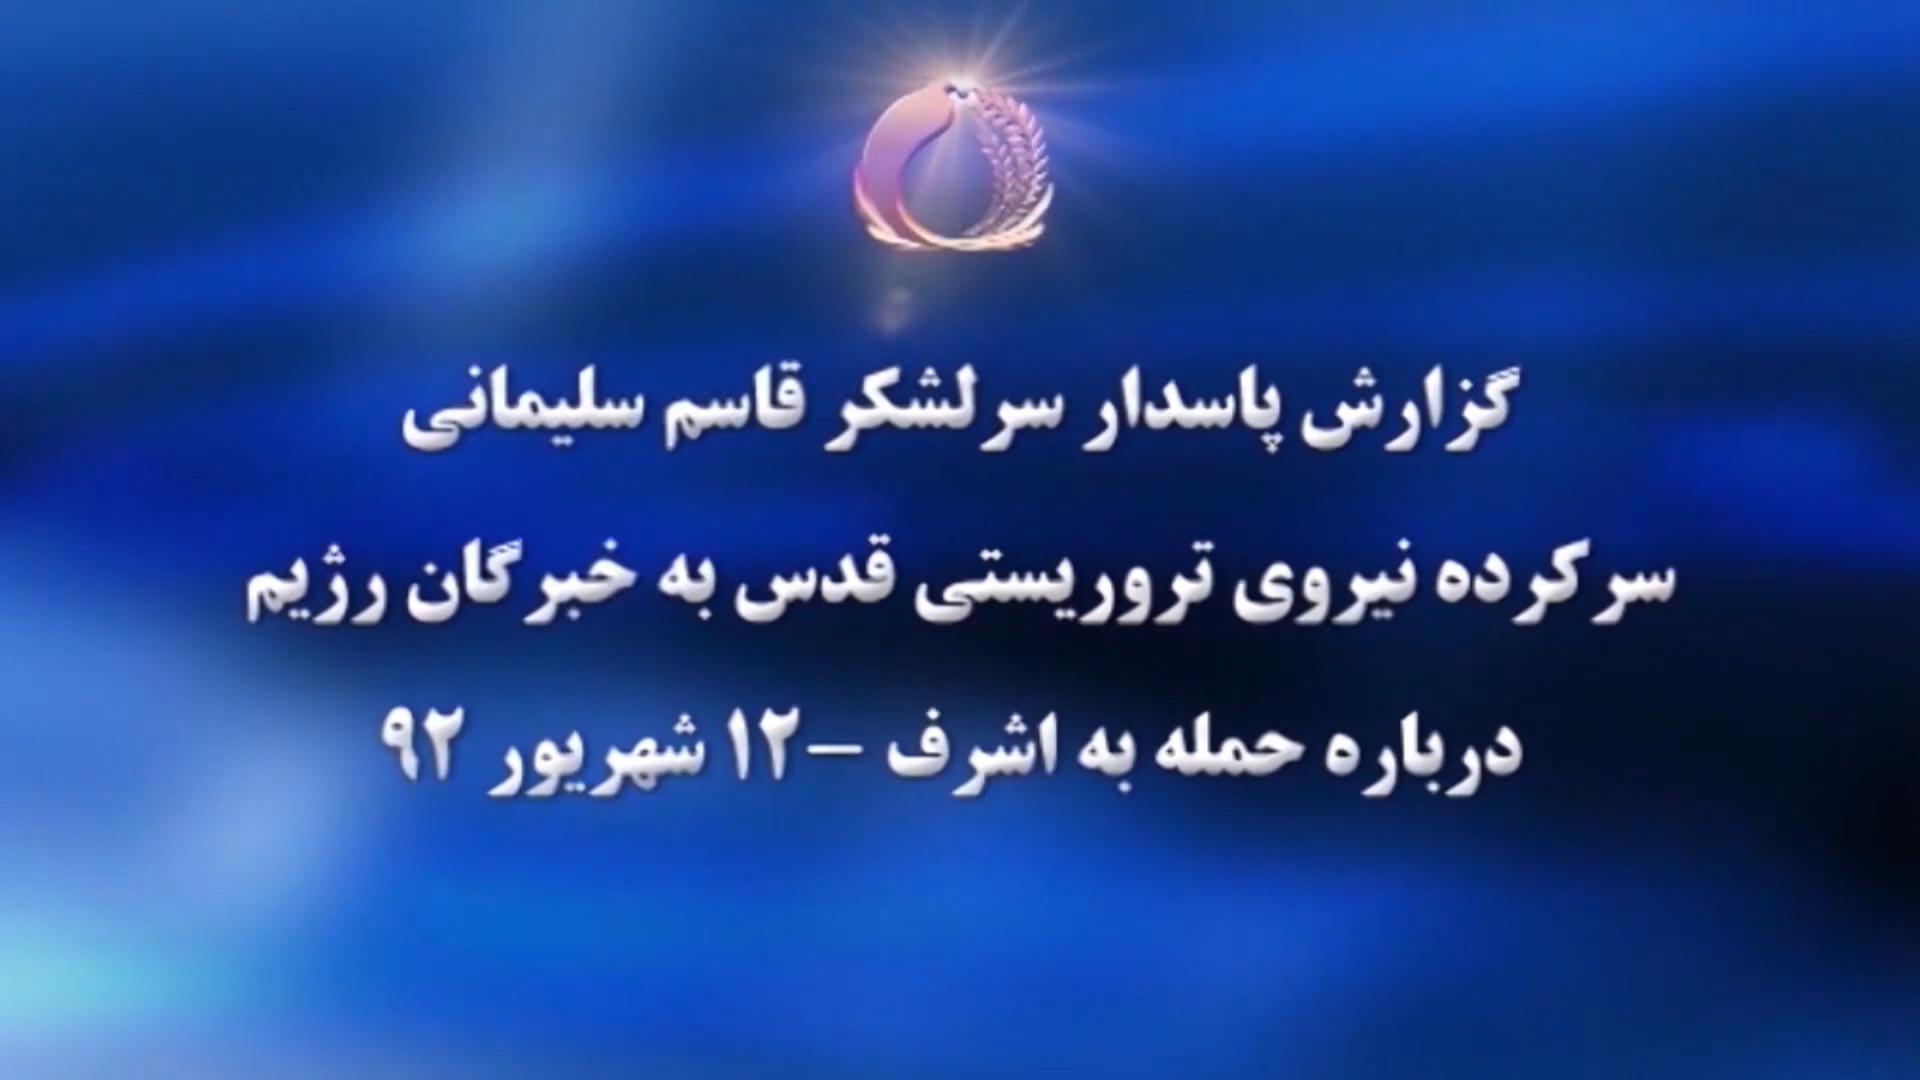 گزارش پاسدار سرلشکر قاسم سلیمانی
سرکرده نیروی تروریستی قدس به خبرگان رژیم
درباره حمله به اشرف –۱۲ شهریور ۹۲